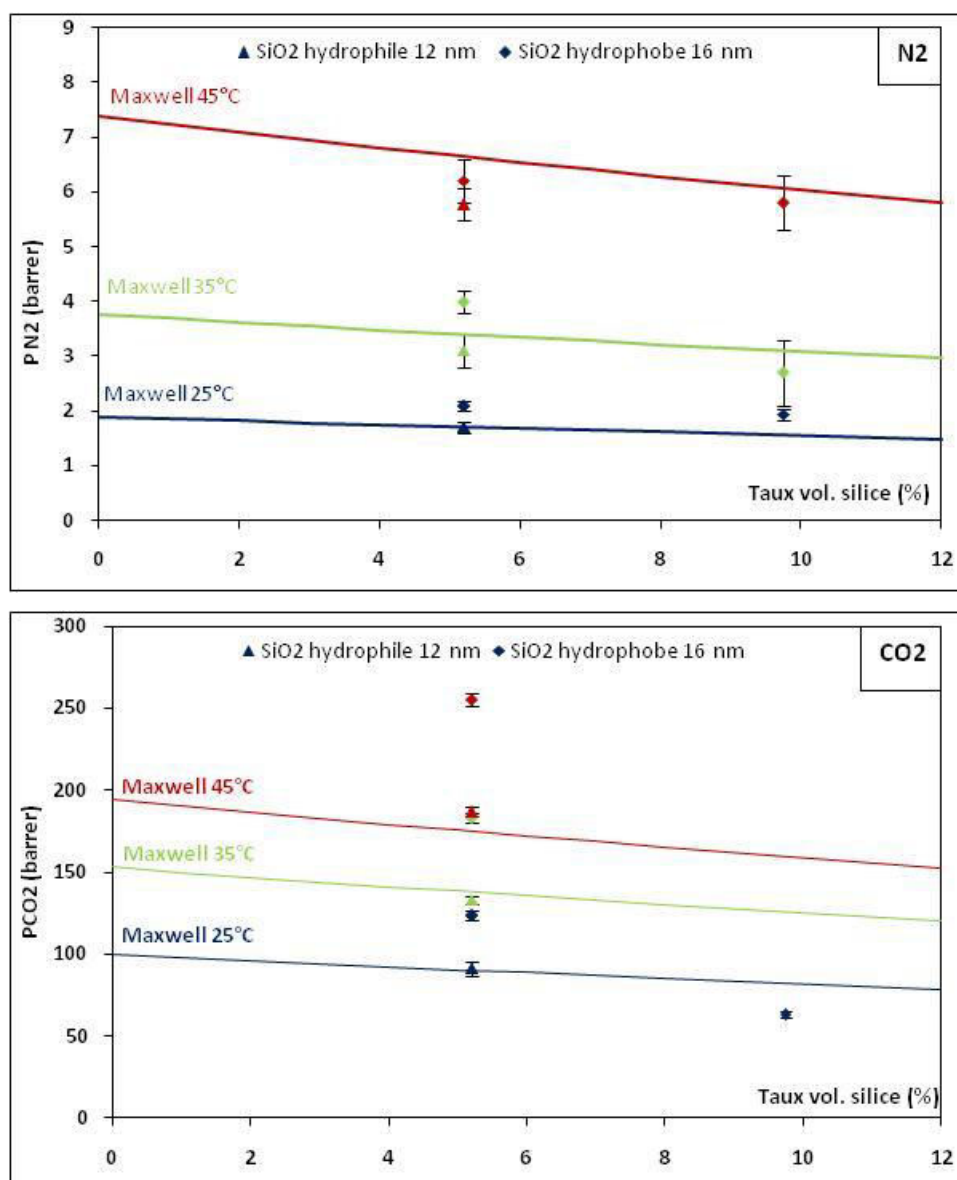 9
▲ SiO2 hydrophile 12 nm ◆ SiO2 hydrophobe 16 nm
N2
8
Maxwell 45°C
7
6
5
PN2 (barrer)
4
Maxwell 35°C
3
Maxwell 25°C
2
1
Taux vol. silice (%)
0
0 2 4 6 8 10 12
300
▲ SiO2 hydrophile 12 nm ◆ SiO2 hydrophobe 16 nm
CO2
250
200
Maxwell 45°C
PCO2 (barrer)
Maxwell 35°C
150
Maxwell 25°C
100
50
Taux vol. silice (%)
0
0 2 4 6 8 10 12